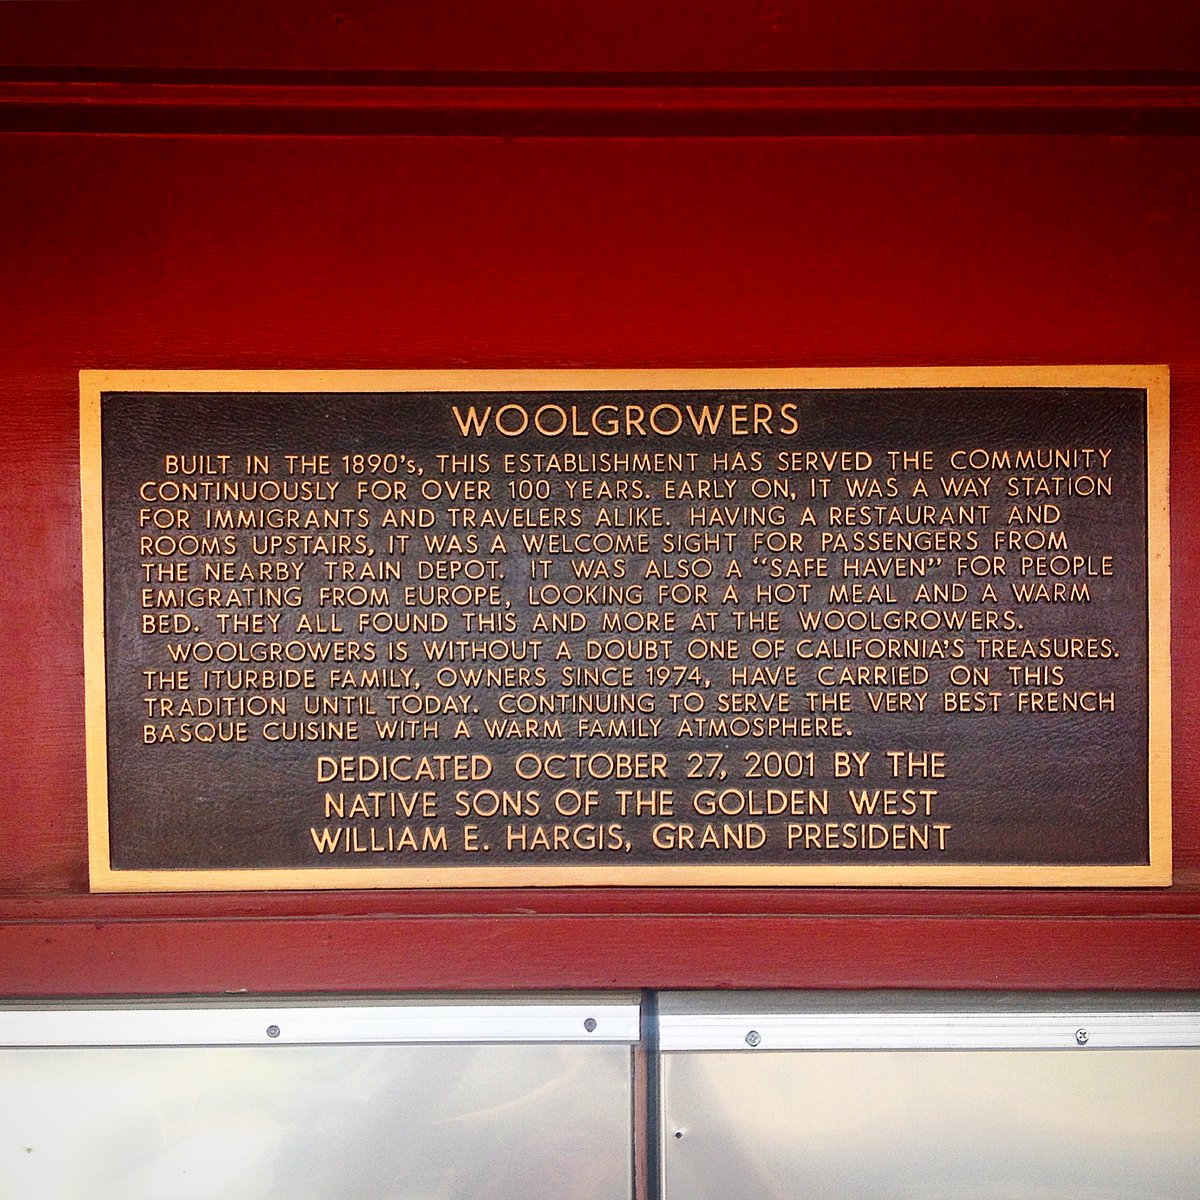 WOOLGROWERS
BUILT IN THE 1890's, THIS ESTABLISHMENT HAS SERVED THE COMMUNITY
CONTINUOUSLY FOR OVER 100 YEARS. EARLY ON, IT WAS A WAY STATION
FOR IMMIGRANTS AND TRAVELERS ALIKE. HAVING A RESTAURANT AND
ROOMS UPSTAIRS, IT WAS A WELCOME SIGHT FOR PASSENGERS FROM
THE NEARBY TRAIN DEPOT. IT WAS ALSO A "SAFE HAVEN" FOR PEOPLE
EMIGRATING FROM EUROPE, LOOKING FOR A HOT MEAL AND A WARM
BED. THEY ALL FOUND THIS AND MORE AT THE WOOLGROWERS.
WOOLGROWERS IS WITHOUT A DOUBT ONE OF CALIFORNIA'S TREASURES.
THE ITURBIDE FAMILY, OWNERS SINCE 1974, HAVE CARRIED ON THIS
TRADITION UNTIL TODAY. CONTINUING TO SERVE THE VERY BEST FRENCH
BASQUE CUISINE WITH A WARM FAMILY ATMOSPHERE.
DEDICATED OCTOBER 27, 2001 BY THE
NATIVE SONS OF THE GOLDEN WEST
WILLIAM E. HARGIS, GRAND PRESIDENT